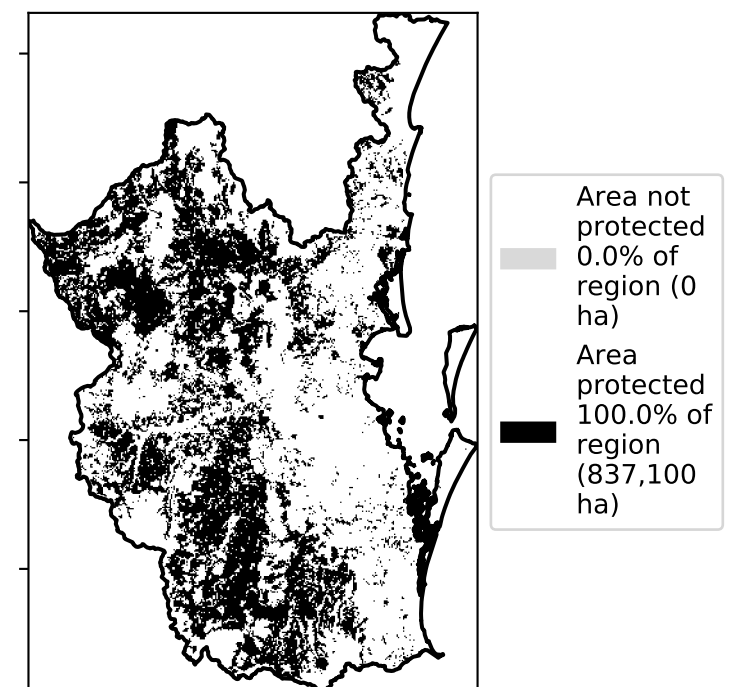 Area not
protected
0.0% of
region (0
ha)
Area
protected
100.0% of
region
(837,100
ha)